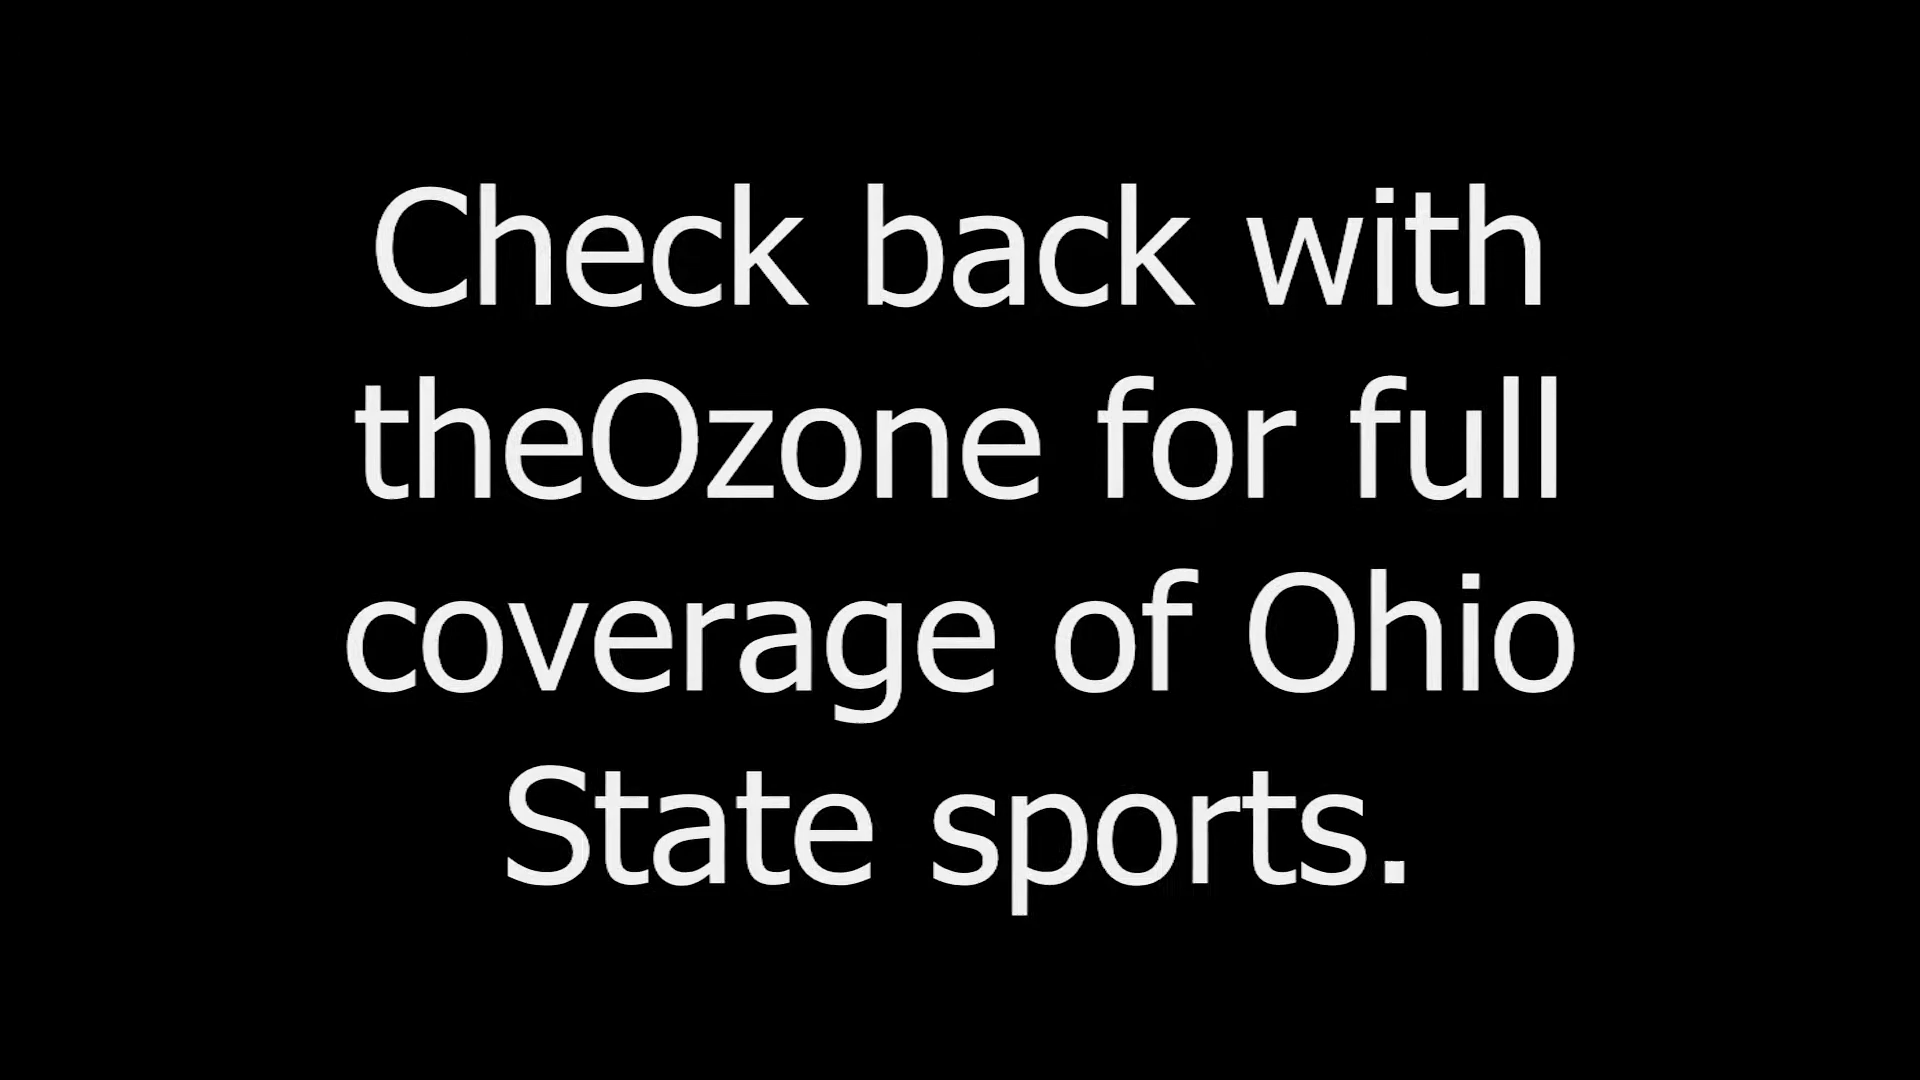 Check back with
theOzone for full
coverage of Ohio
State sports.